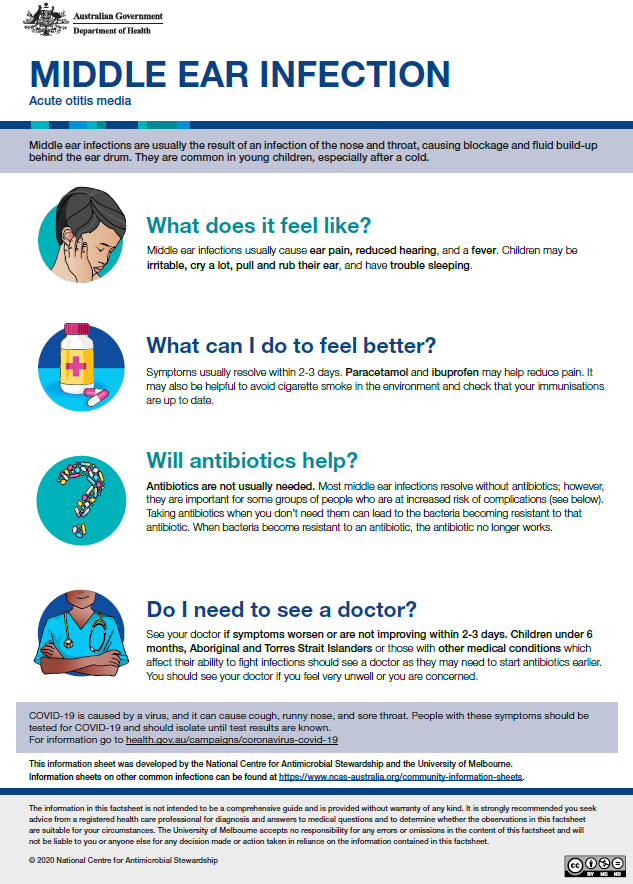 Australian Government
Department of Health
MIDDLE EAR INFECTION
Acute otitis media
Middle ear infections are usually the result of an infection of the nose and throat, causing blockage and fluid build-up
behind the ear drum. They are common in young children, especially after a cold.
What does it feel like?
Middle ear infections usually cause ear pain, reduced hearing, and a fever. Children may be
irritable, cry a lot, pull and rub their ear, and have trouble sleeping.
What can I do to feel better?
Symptoms usually resolve within 2-3 days. Paracetamol and ibuprofen may help reduce pain. It
may also be helpful to avoid cigarette smoke in the environment and check that your immunisations
are up to date.
Will antibiotics help?
Antibiotics are not usually needed. Most middle ear infections resolve without antibiotics; however,
they are important for some groups of people who are at increased risk of complications (see below).
Taking antibiotics when you don't need them can lead to the bacteria becoming resistant to that
antibiotic. When bacteria become resistant to an antibiotic, the antibiotic no longer works.
Do I need to see a doctor?
See your doctor if symptoms worsen or are not improving within 2-3 days. Children under 6
months, Aboriginal and Torres Strait Islanders or those with other medical conditions which
affect their ability to fight infections should see a doctor as they may need to start antibiotics earlier.
You should see your doctor if you feel very unwell or you are concerned.
COVID-19 is caused by a virus, and it can cause cough, runny nose, and sore throat. People with these symptoms should be
tested for COVID-19 and should isolate until test results are known.
For information go to health.gov.au/campaigns/coronavirus-covid-19
This information sheet was developed by the National Centre for Antimicrobial Stewardship and the University of Melbourne.
Information sheets on other common infections can be found at https://www.ncas-australia.org/community-information-sheets.
The information in this factsheet is not intended to be a comprehensive guide and is provided without warranty of any kind. It is strongly recommended you seek
advice from a registered health care professional for diagnosis and answers to medical questions and to determine whether the observations in this factsheet
are suitable for your circumstances. The University of Melbourne accepts no responsibility for any errors or omissions in the content of this factsheet and will
not be liable to you or anyone else for any decision made or action taken in reliance on the information contained in this factsheet.
© 2020 National Centre for Antimicrobial Stewardship
cc
BY NC ND